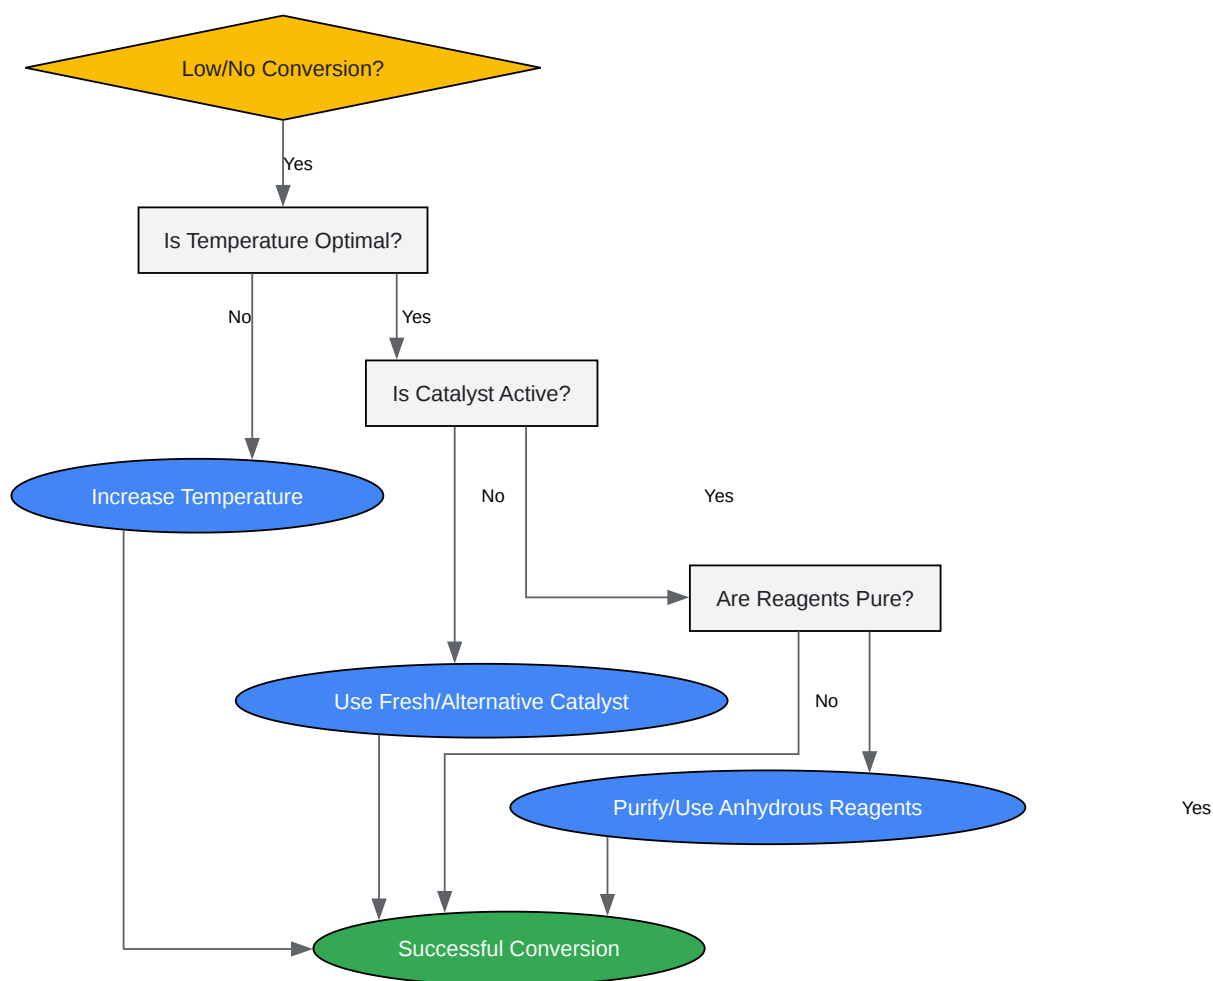 Low/No Conversion?
Yes
Is Temperature Optimal?
No
Yes
Is Catalyst Active?
Increase Temperature
No
Yes
Are Reagents Pure?
Use Fresh/Alternative Catalyst
No
Purify/Use Anhydrous Reagents
Yes
Successful Conversion